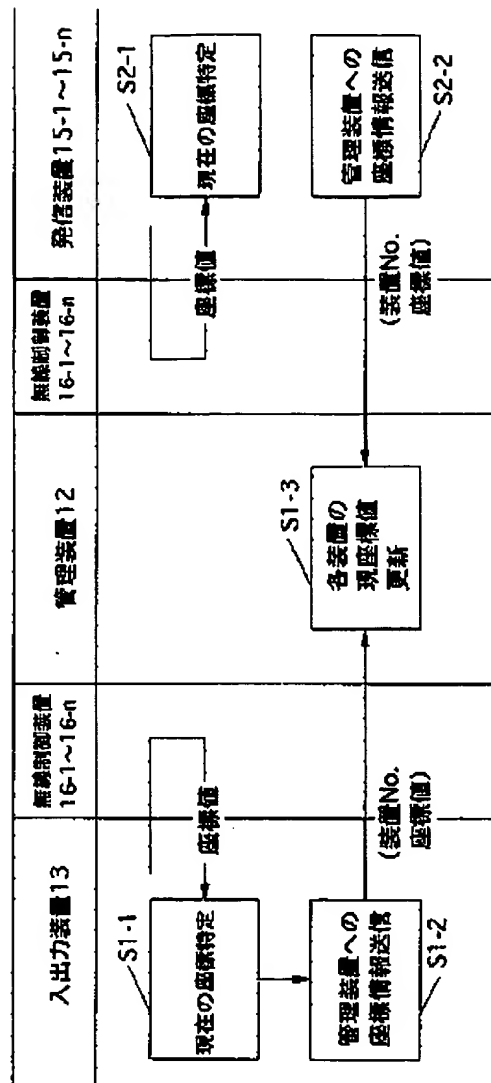 入出力装置13
無線制御装置
16-1~16-n
管理装置12
無線制御装置
16-1~16-n
発信装置15-1~15-n
S1-1
現在の座標特定
座標値
座標値
現在の座標特定
S2-1
管理装置への
座標情報送信
S1-2
(装置No.
座標値)
S1-3
各装置の
現座標値
更新
(装置No.
座標値)
管理装置への
座標情報送信
S2-2